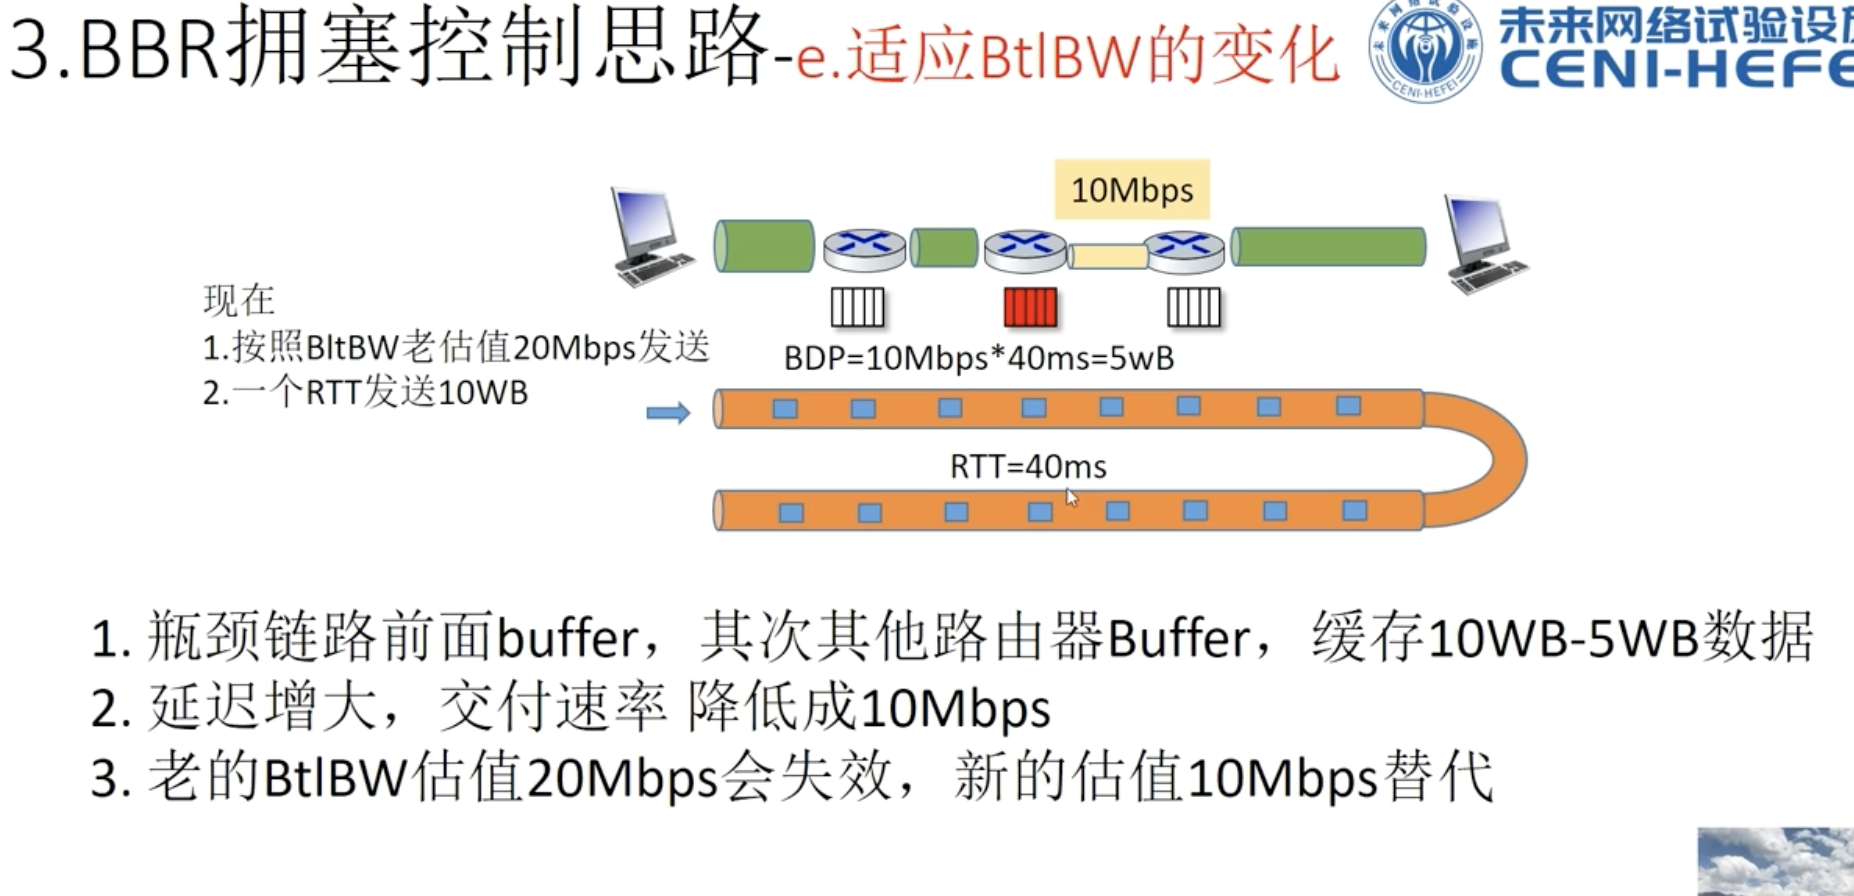 3.BBR拥塞控制思路-e.适应BtlBW的变化
未来网络试验设
CENI-HEFE
CENI-HEFEI
10Mbps
现在
1.按照BltBW老估值20Mbps发送
2.一个RTT发送10WB
BDP=10Mbps*40ms=5wB
RTT=40ms
1. 瓶颈链路前面buffer，其次其他路由器Buffer，缓存10WB-5WB数据
2. 延迟增大，交付速率 降低成10Mbps
3. 老的BtlBW估值20Mbps会失效，新的估值10Mbps替代